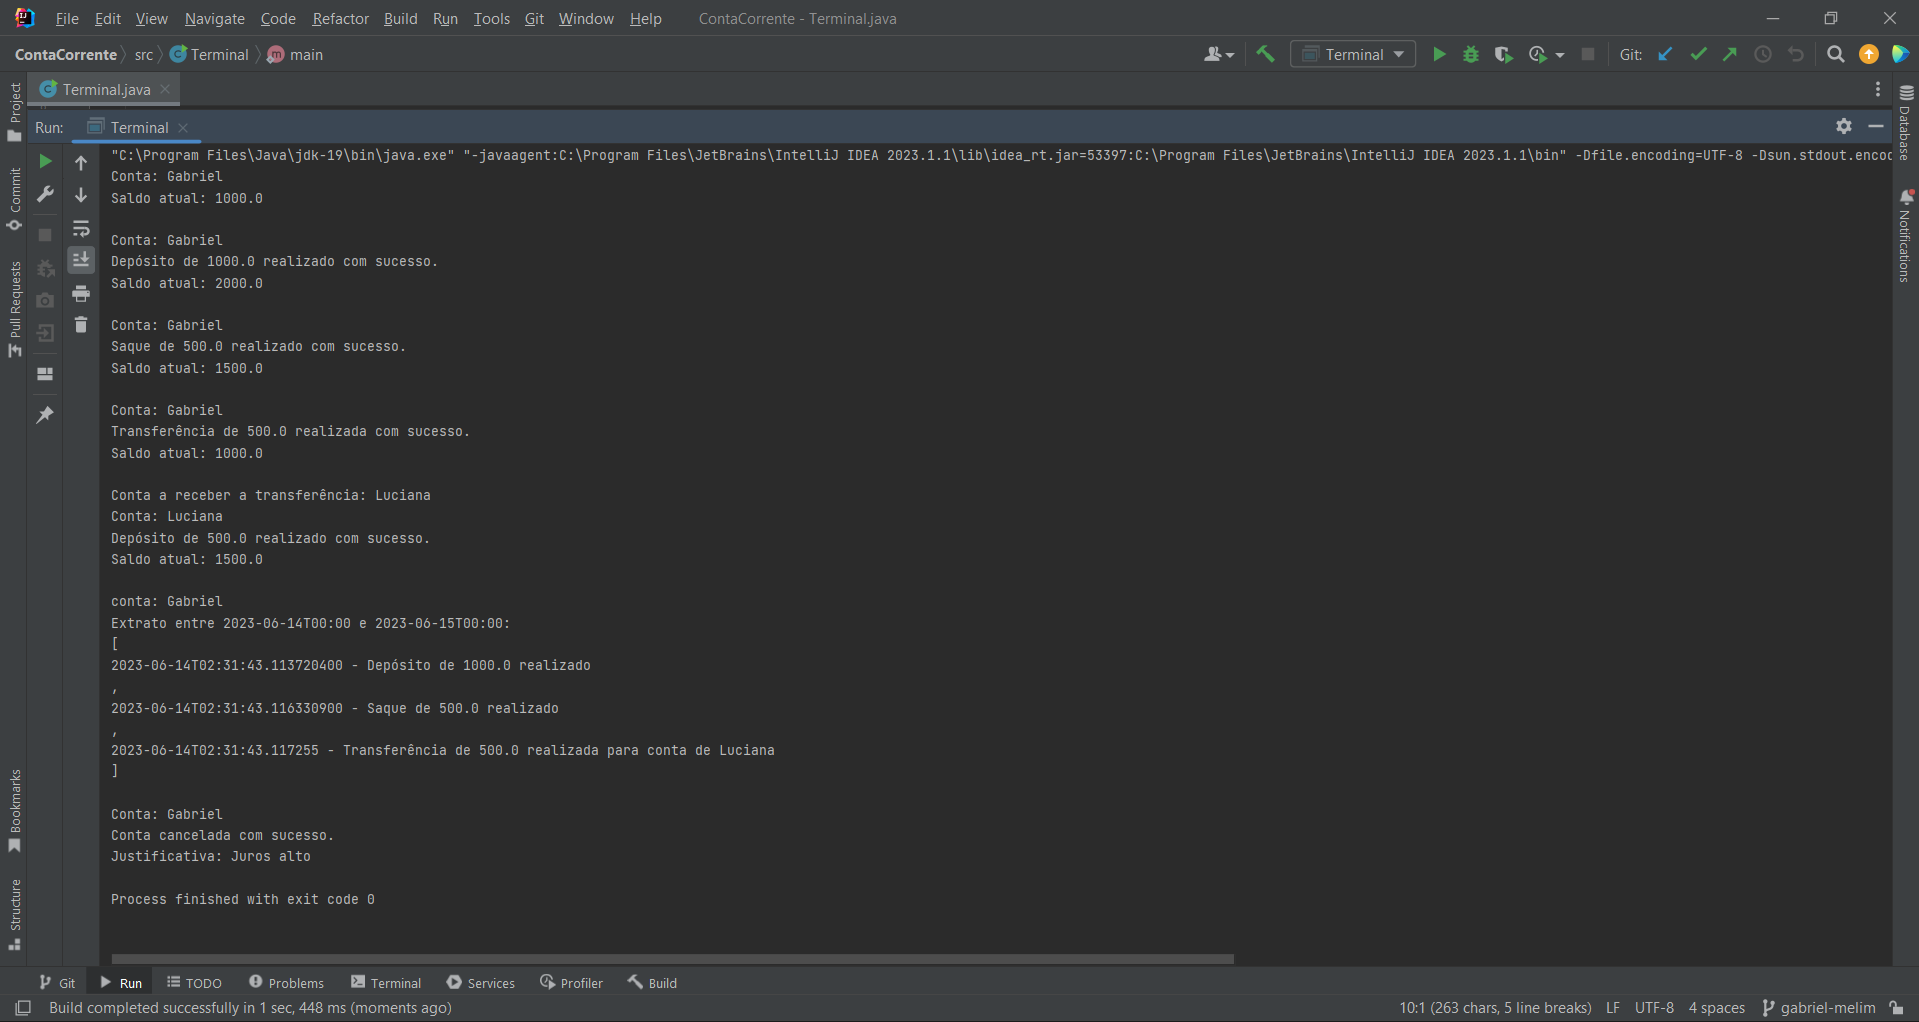 File Edit View Navigate Code Refactor Build Run Tools Git Window Help ContaCorrente - Terminal.java
ContaCorrente src Terminal main Terminal Git:
Terminal.java
Run: Terminal
"C:\Program Files\Java\jdk-19\bin\java.exe" "-javaagent:C:\Program Files\JetBrains\IntelliJ IDEA 2023.1.1\lib\idea_rt.jar=53397:C:\Program Files\JetBrains\IntelliJ IDEA 2023.1.1\bin" -Dfile.encoding=UTF-8 -Dsun.stdout.enco
Conta: Gabriel
Saldo atual: 1000.0
Conta: Gabriel
Depósito de 1000.0 realizado com sucesso.
Saldo atual: 2000.0
Conta: Gabriel
Saque de 500.0 realizado com sucesso.
Saldo atual: 1500.0
Conta: Gabriel
Transferência de 500.0 realizada com sucesso.
Saldo atual: 1000.0
Conta a receber a transferência: Luciana
Conta: Luciana
Depósito de 500.0 realizado com sucesso.
Saldo atual: 1500.0
conta: Gabriel
Extrato entre 2023-06-14T00:00 e 2023-06-15T00:00:
[
2023-06-14T02:31:43.113720400 - Depósito de 1000.0 realizado
,
2023-06-14T02:31:43.116330900 - Saque de 500.0 realizado
,
2023-06-14T02:31:43.117255 - Transferência de 500.0 realizada para conta de Luciana
]
Conta: Gabriel
Conta cancelada com sucesso.
Justificativa: Juros alto
Process finished with exit code 0
Project
Commit
Pull Requests
Bookmarks
Structure
Database
Notifications
Git Run TODO Problems Terminal Services Profiler Build
Build completed successfully in 1 sec, 448 ms (moments ago) 10:1 (263 chars, 5 line breaks) LF UTF-8 4 spaces gabriel-melim